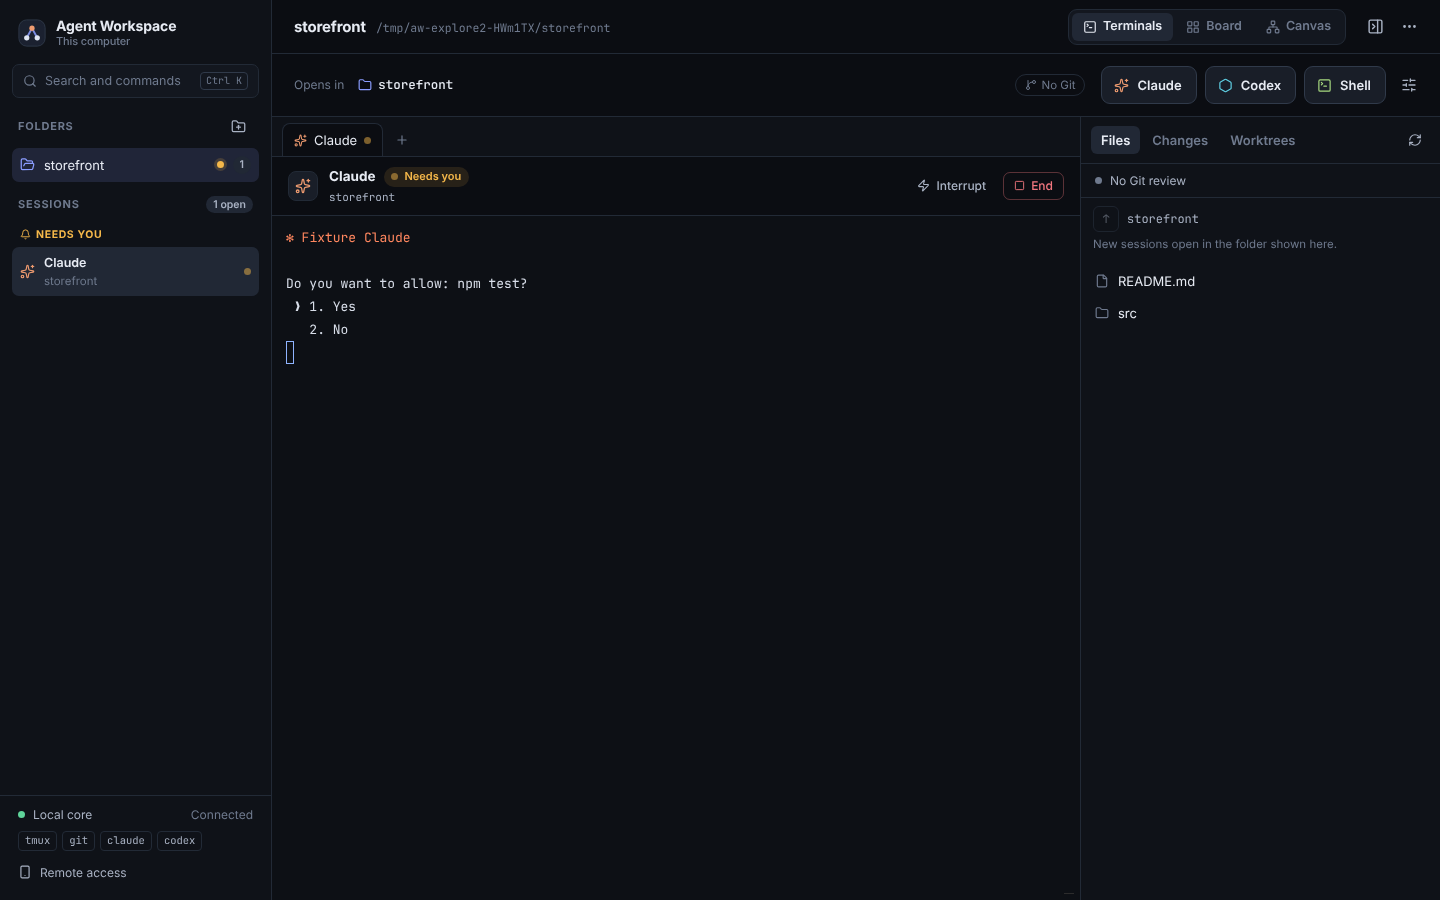 Agent Workspace
This computer
Search and commands Ctrl K
FOLDERS
storefront 1
SESSIONS 1 open
NEEDS YOU
Claude
storefront
Local core Connected
tmux git claude codex
Remote access
storefront /tmp/aw-explore2-HWm1TX/storefront
Terminals Board Canvas
Opens in storefront
No Git Claude Codex Shell
Claude
Claude Needs you
storefront
Interrupt End
✻ Fixture Claude
Do you want to allow: npm test?
❯ 1. Yes
2. No
Files Changes Worktrees
No Git review
storefront
New sessions open in the folder shown here.
README.md
src